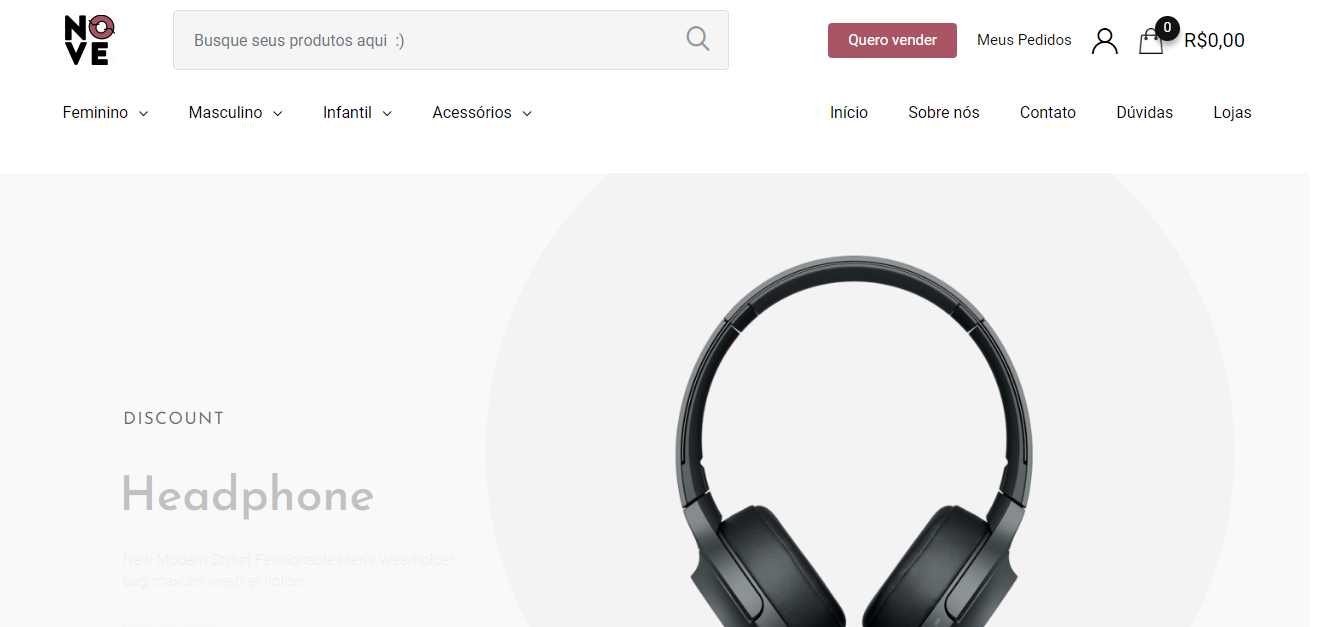 NOVE
Busque seus produtos aqui :)
Quero vender
Meus Pedidos
0
R$0,00
Feminino
Masculino
Infantil
Acessórios
Início
Sobre nós
Contato
Dúvidas
Lojas
DISCOUNT
Headphone
New Modern Stylist Fashionable Men's Wearholder
bag maxcan weather holder